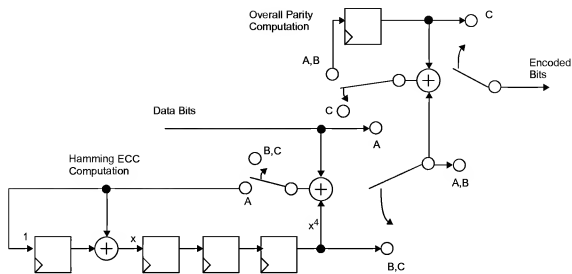 Overall Parity
Computation
C
A,B
Encoded
Bits
C
Data Bits
A
Hamming ECC
Computation
B,C
A
A,B
x⁴
1
x
B,C